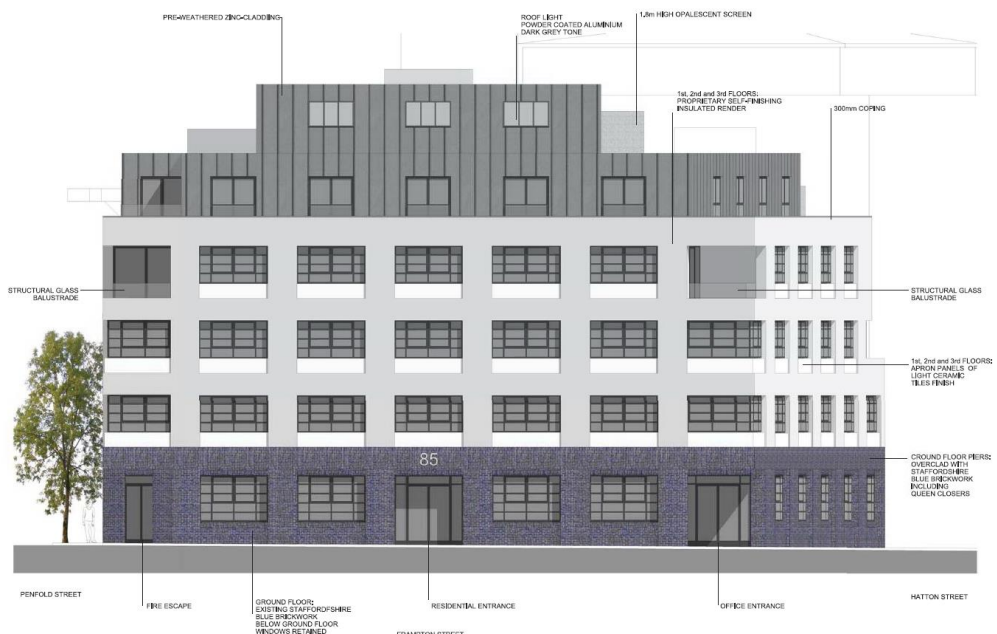 PRE-WEATHERED ZINC CLADDING
ROOF LIGHT
POWDER COATED ALUMINIUM
DARK GREY TONE
1.8m HIGH OPALESCENT SCREEN
1st, 2nd and 3rd FLOORS:
PROPRIETARY SELF-FINISHING
INSULATED RENDER
300mm COPING
STRUCTURAL GLASS
BALUSTRADE
STRUCTURAL GLASS
BALUSTRADE
1st, 2nd and 3rd FLOORS:
APRON PANELS OF
LIGHT CERAMIC
TILES FINISH
85
GROUND FLOOR PIERS:
OVERCLAD WITH
STAFFORDSHIRE
BLUE BRICKWORK
INCLUDING
QUEEN CLOSERS
PENFOLD STREET
FIRE ESCAPE
GROUND FLOOR:
EXISTING STAFFORDFSHIRE
BLUE BRICKWORK
BELOW GROUND FLOOR
WINDOWS RETAINED
RESIDENTIAL ENTRANCE
OFFICE ENTRANCE
HATTON STREET
FRAMPTON STREET